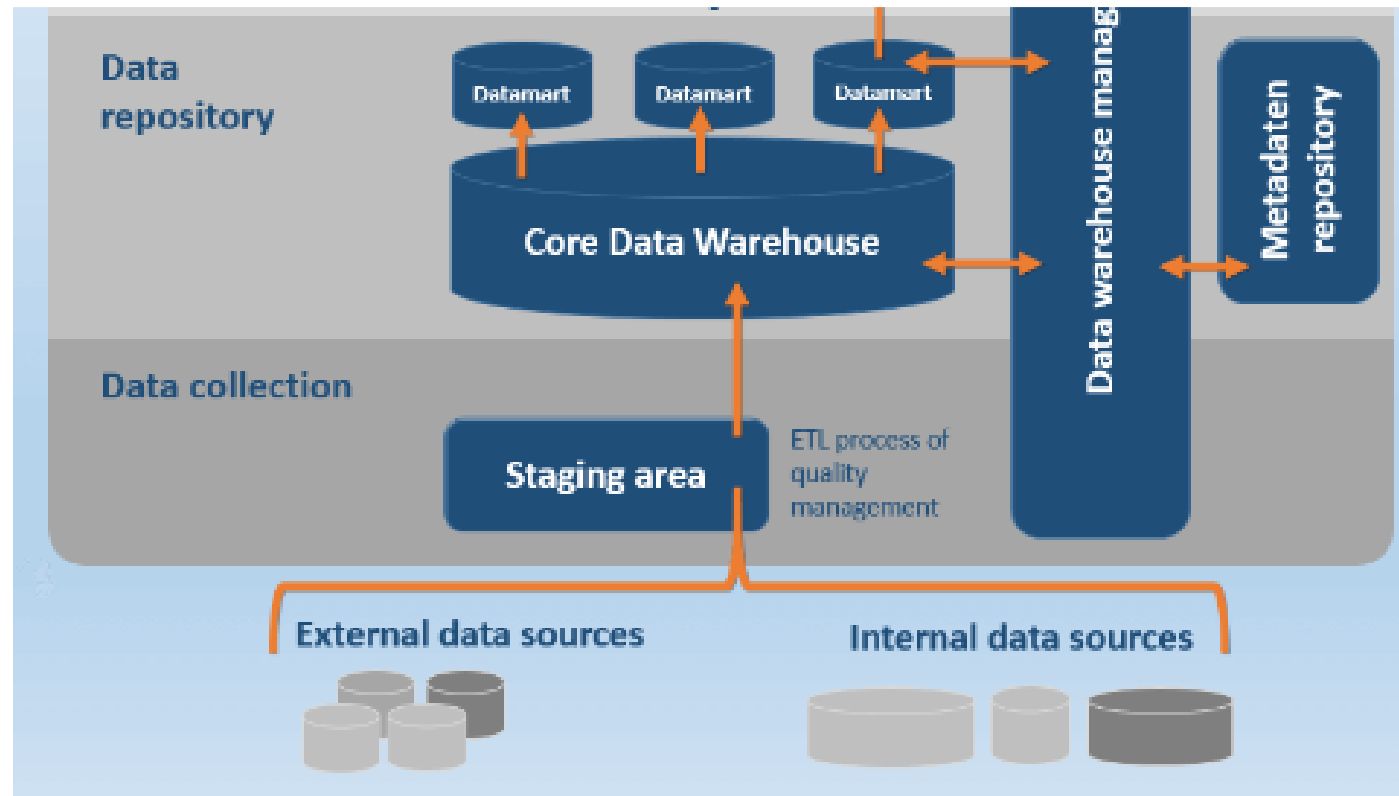 Data
repository
Datamart
Datamart
Datamart
Core Data Warehouse
Data warehouse manag
Metadaten
repository
Data collection
Staging area
ETL process of
quality
management
External data sources
Internal data sources